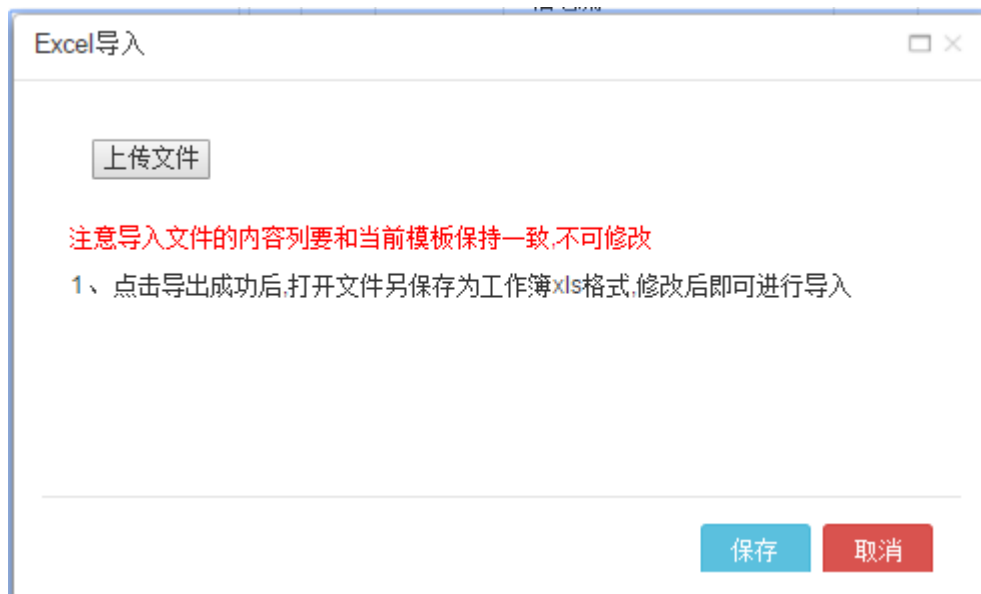 Excel导入
上传文件
注意导入文件的内容列要和当前模板保持一致,不可修改
1、点击导出成功后,打开文件另保存为工作簿xls格式,修改后即可进行导入
保存
取消